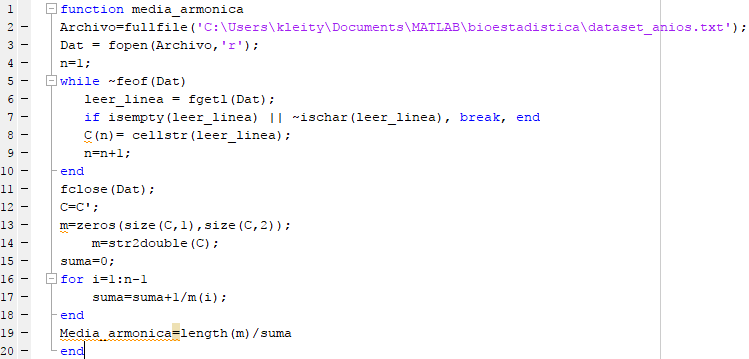 1 function media_armonica
2 Archivo=fullfile('C:\Users\kleity\Documents\MATLAB\bioestadistica\dataset_anios.txt');
3 Dat = fopen(Archivo,'r');
4 n=1;
5 while ~feof(Dat)
6 leer_linea = fgetl(Dat);
7 if isempty(leer_linea) || ~ischar(leer_linea), break, end
8 C(n)= cellstr(leer_linea);
9 n=n+1;
10 end
11 fclose(Dat);
12 C=C';
13 m=zeros(size(C,1),size(C,2));
14 m=str2double(C);
15 suma=0;
16 for i=1:n-1
17 suma=suma+1/m(i);
18 end
19 Media_armonica=length(m)/suma
20 end